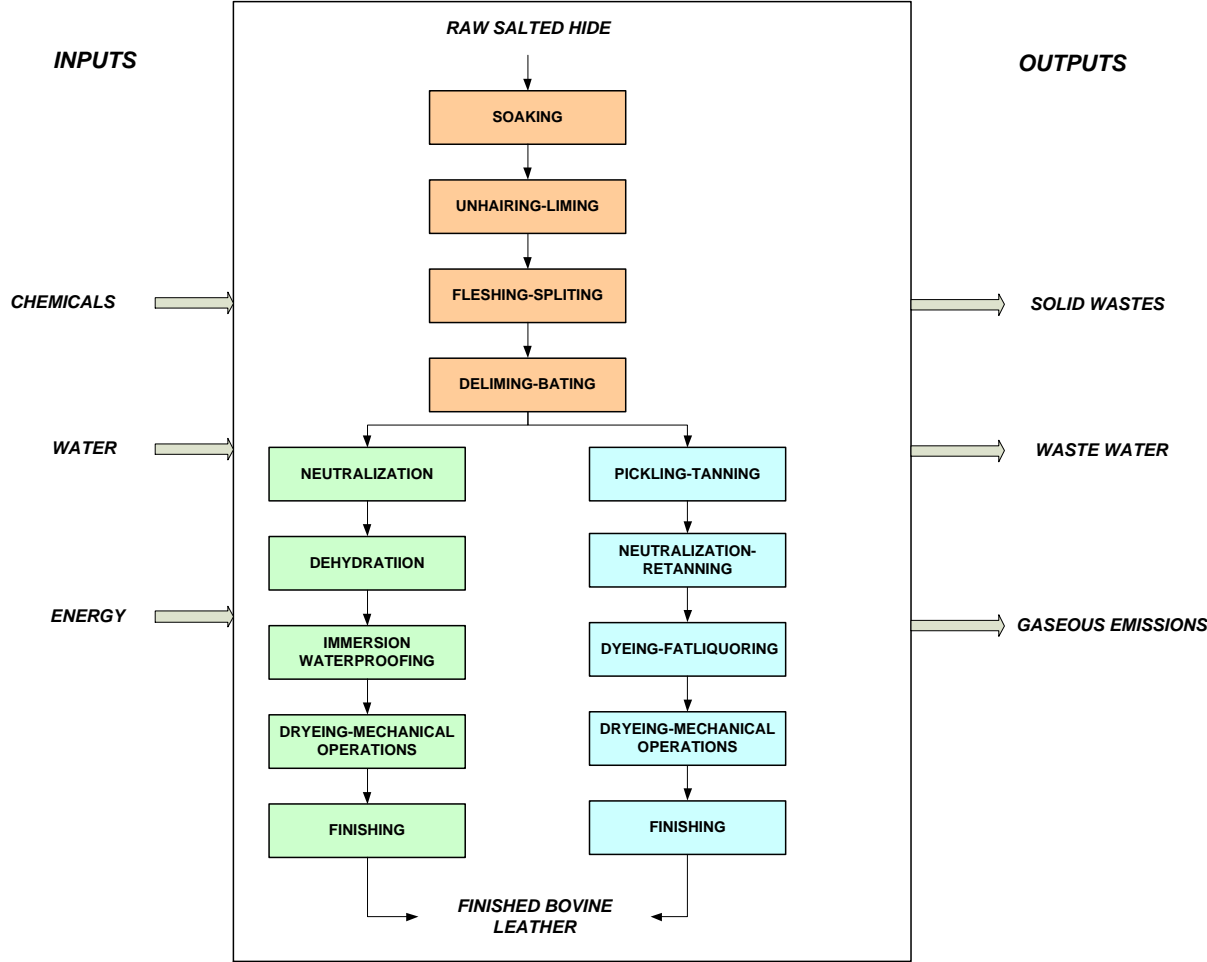 RAW SALTED HIDE
INPUTS
OUTPUTS
SOAKING
UNHAIRING-LIMING
FLESHING-SPLITING
CHEMICALS
SOLID WASTES
DELIMING-BATING
WATER
WASTE WATER
NEUTRALIZATION
PICKLING-TANNING
DEHYDRATIION
NEUTRALIZATION-
RETANNING
ENERGY
GASEOUS EMISSIONS
IMMERSION
WATERPROOFING
DYEING-FATLIQUORING
DRYEING-MECHANICAL
OPERATIONS
DRYEING-MECHANICAL
OPERATIONS
FINISHING
FINISHING
FINISHED BOVINE
LEATHER